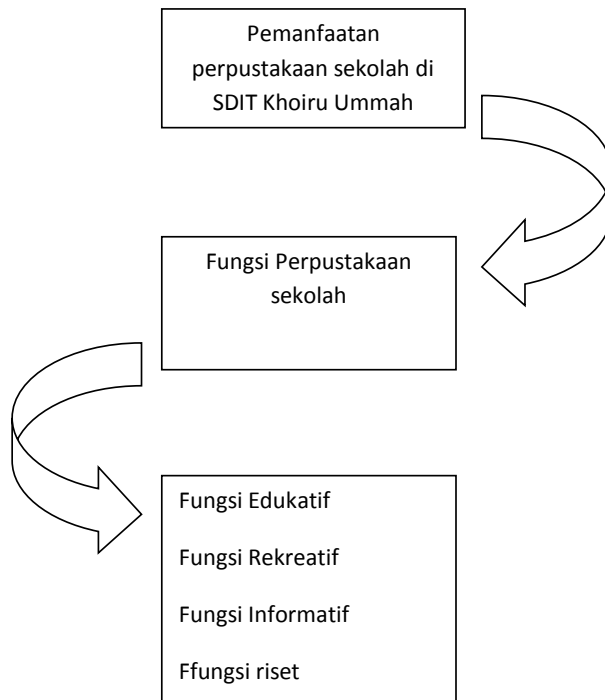 Pemanfaatan
perpustakaan sekolah di
SDIT Khoiru Ummah
Fungsi Perpustakaan
sekolah
Fungsi Edukatif
Fungsi Rekreatif
Fungsi Informatif
Ffungsi riset